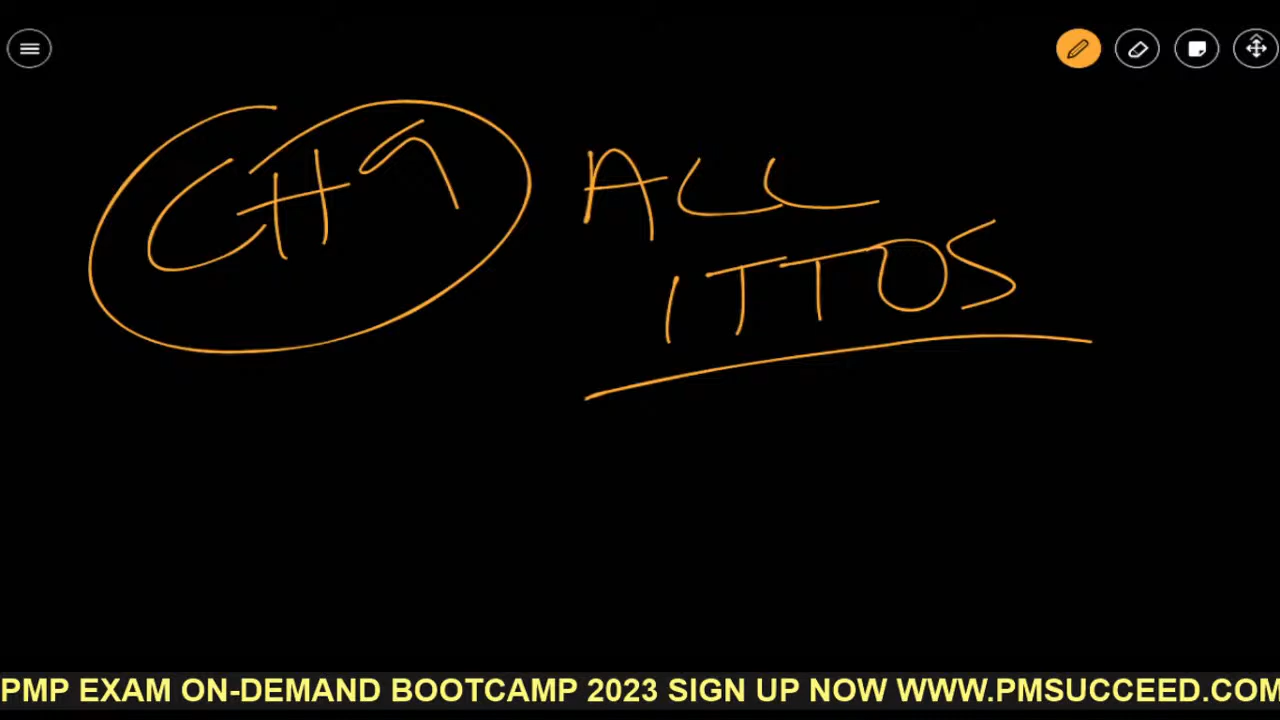 CH9 ALL
ITTOS
PMP EXAM ON-DEMAND BOOTCAMP 2023 SIGN UP NOW WWW.PMSUCCEED.COM